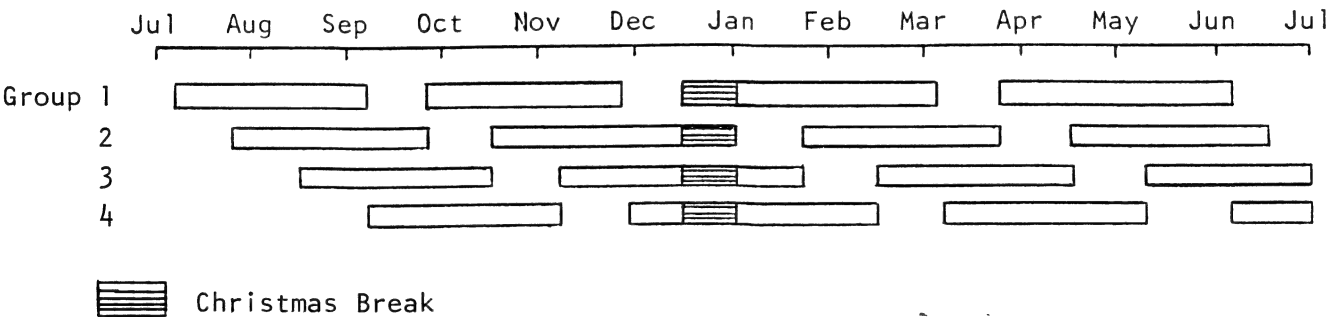 Jul Aug Sep Oct Nov Dec Jan Feb Mar Apr May Jun Jul
Group 1
2
3
4
Christmas Break